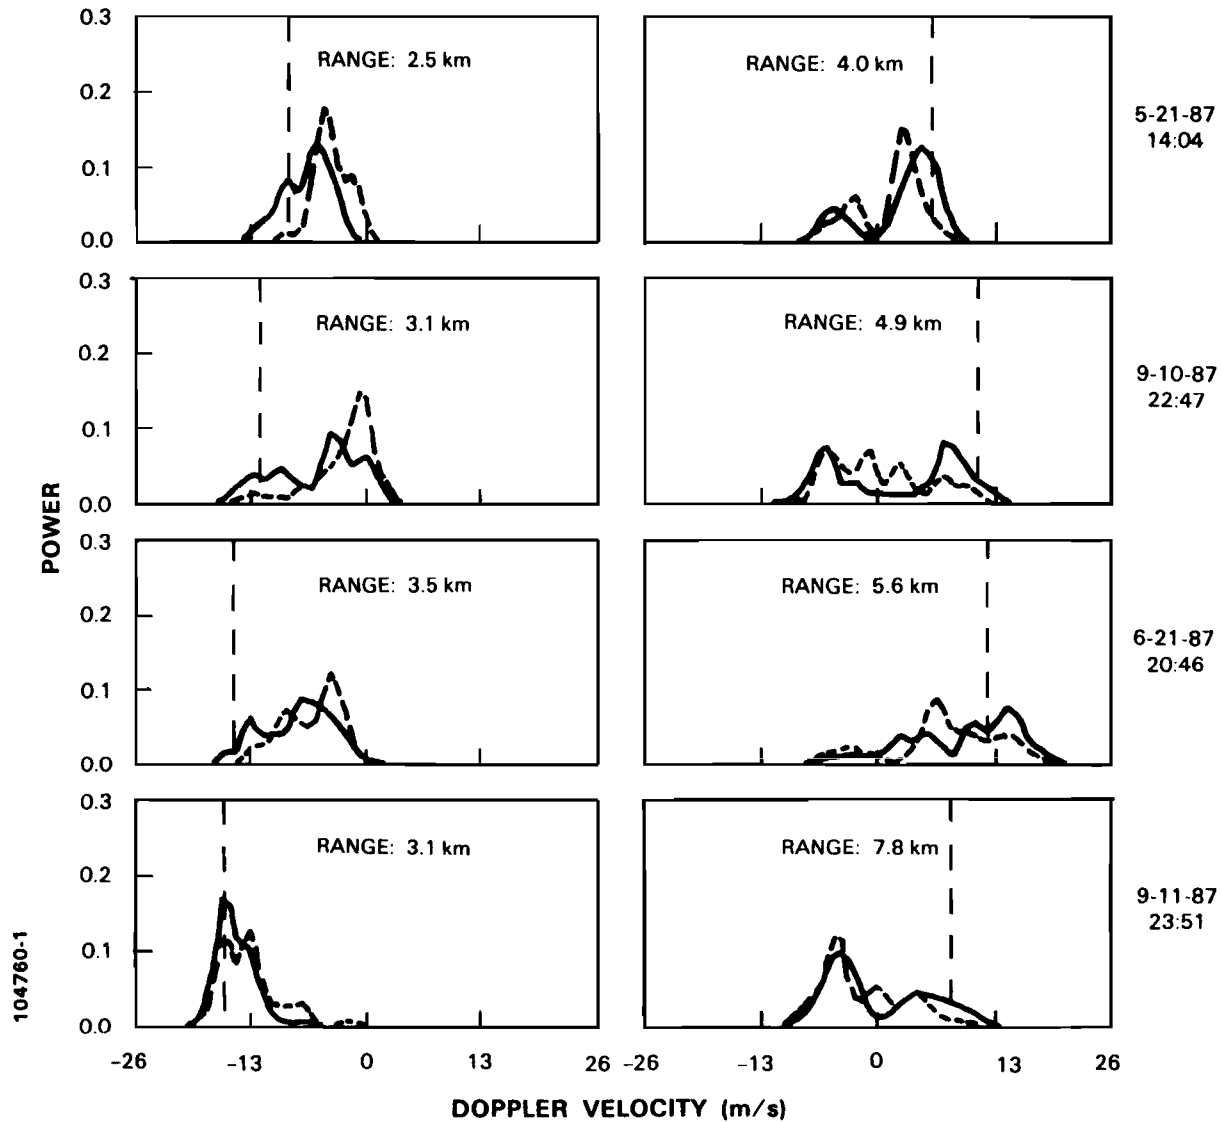 0.3
RANGE: 2.5 km
RANGE: 4.0 km
0.2
5-21-87
14:04
0.1
0.0
0.3
RANGE: 3.1 km
RANGE: 4.9 km
0.2
9-10-87
22:47
0.1
0.0
POWER
0.3
RANGE: 3.5 km
RANGE: 5.6 km
0.2
6-21-87
20:46
0.1
0.0
0.3
RANGE: 3.1 km
RANGE: 7.8 km
0.2
9-11-87
23:51
0.1
0.0
104760-1
-26 -13 0 13 26 -26 -13 0 13 26
DOPPLER VELOCITY (m/s)